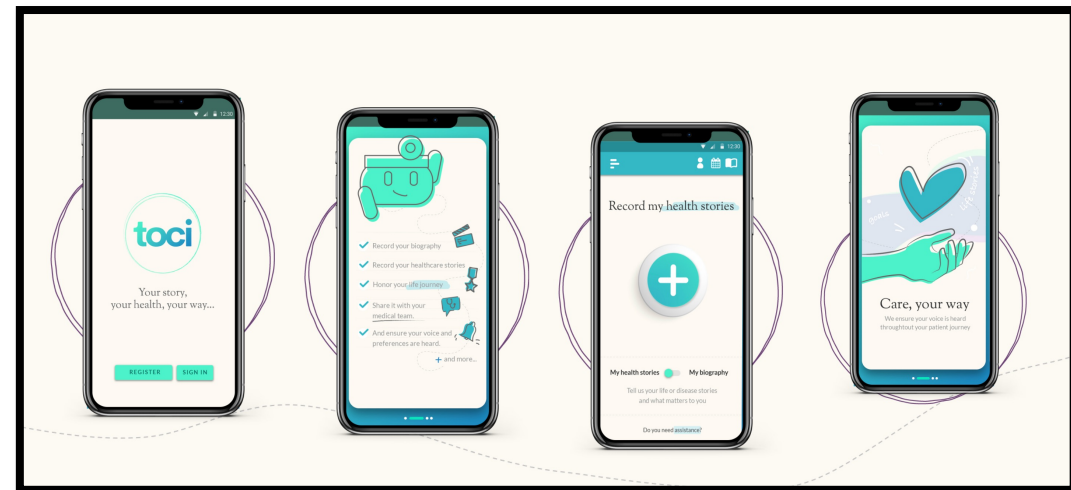 12:30
toci
Your story,
your health, your way...
REGISTER
SIGN IN
Record your biography
Record your healthcare stories
Honor your life journey
Share it with your
medical team.
And ensure your voice and
preferences are heard.
+ and more...
12:30
Record my health stories
My health stories
My biography
Tell us your life or disease stories
and what matters to you
Do you need assistance?
life stories
Care, your way
We ensure your voice is heard
throughtout your patient journey